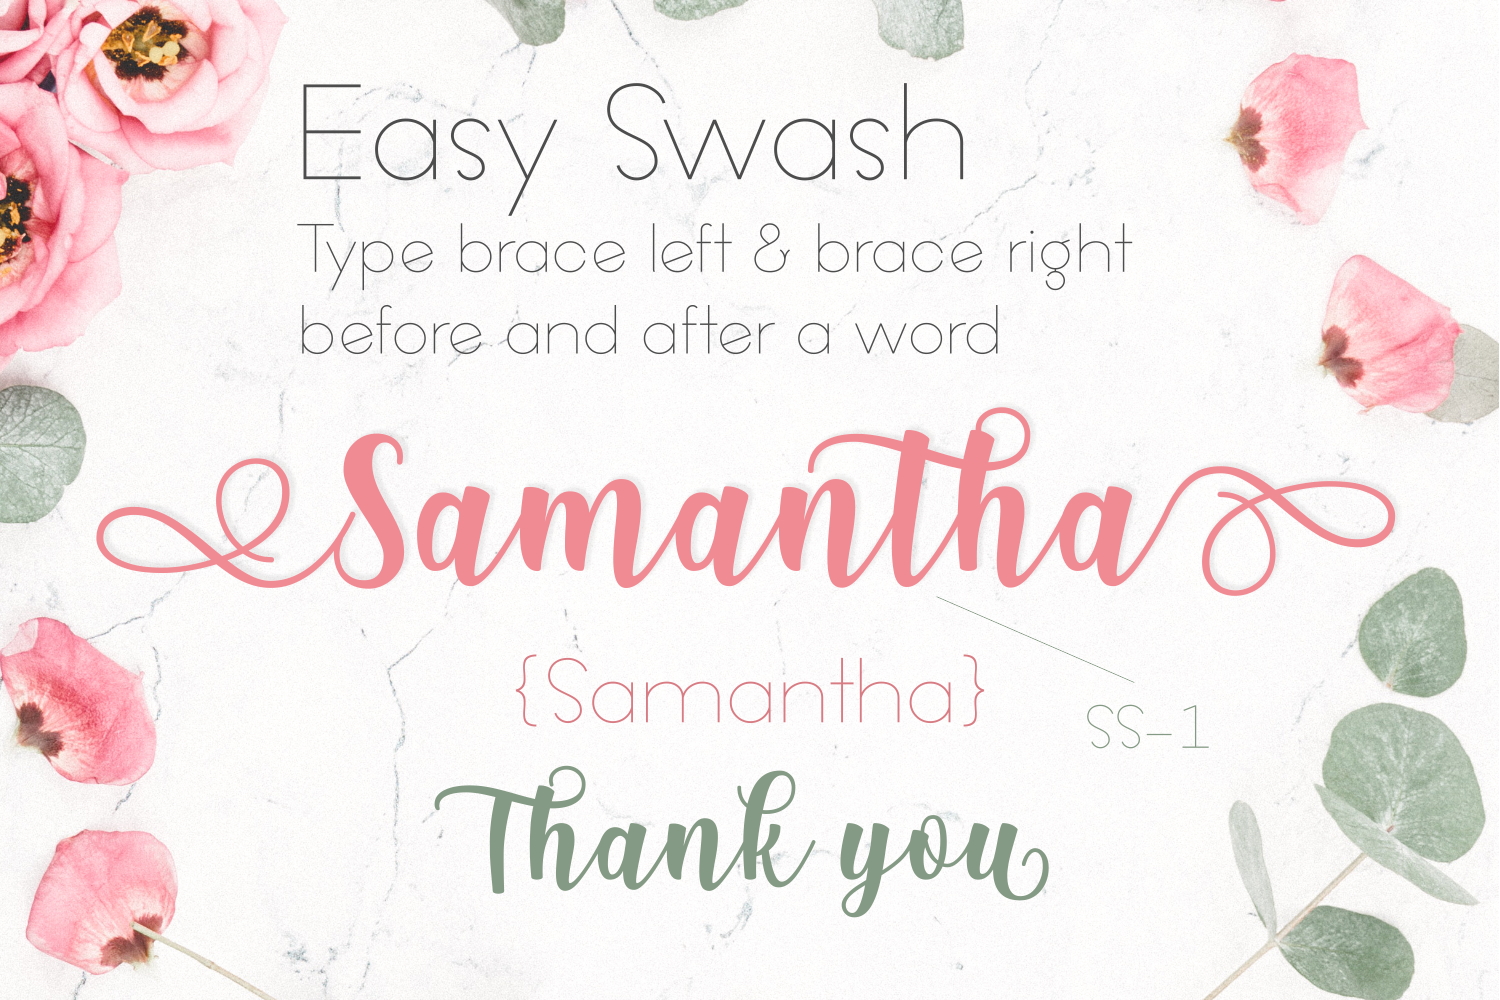 Easy Swash
Type brace left & brace right
before and after a word
Samantha
{Samantha}
SS-1
Thank you